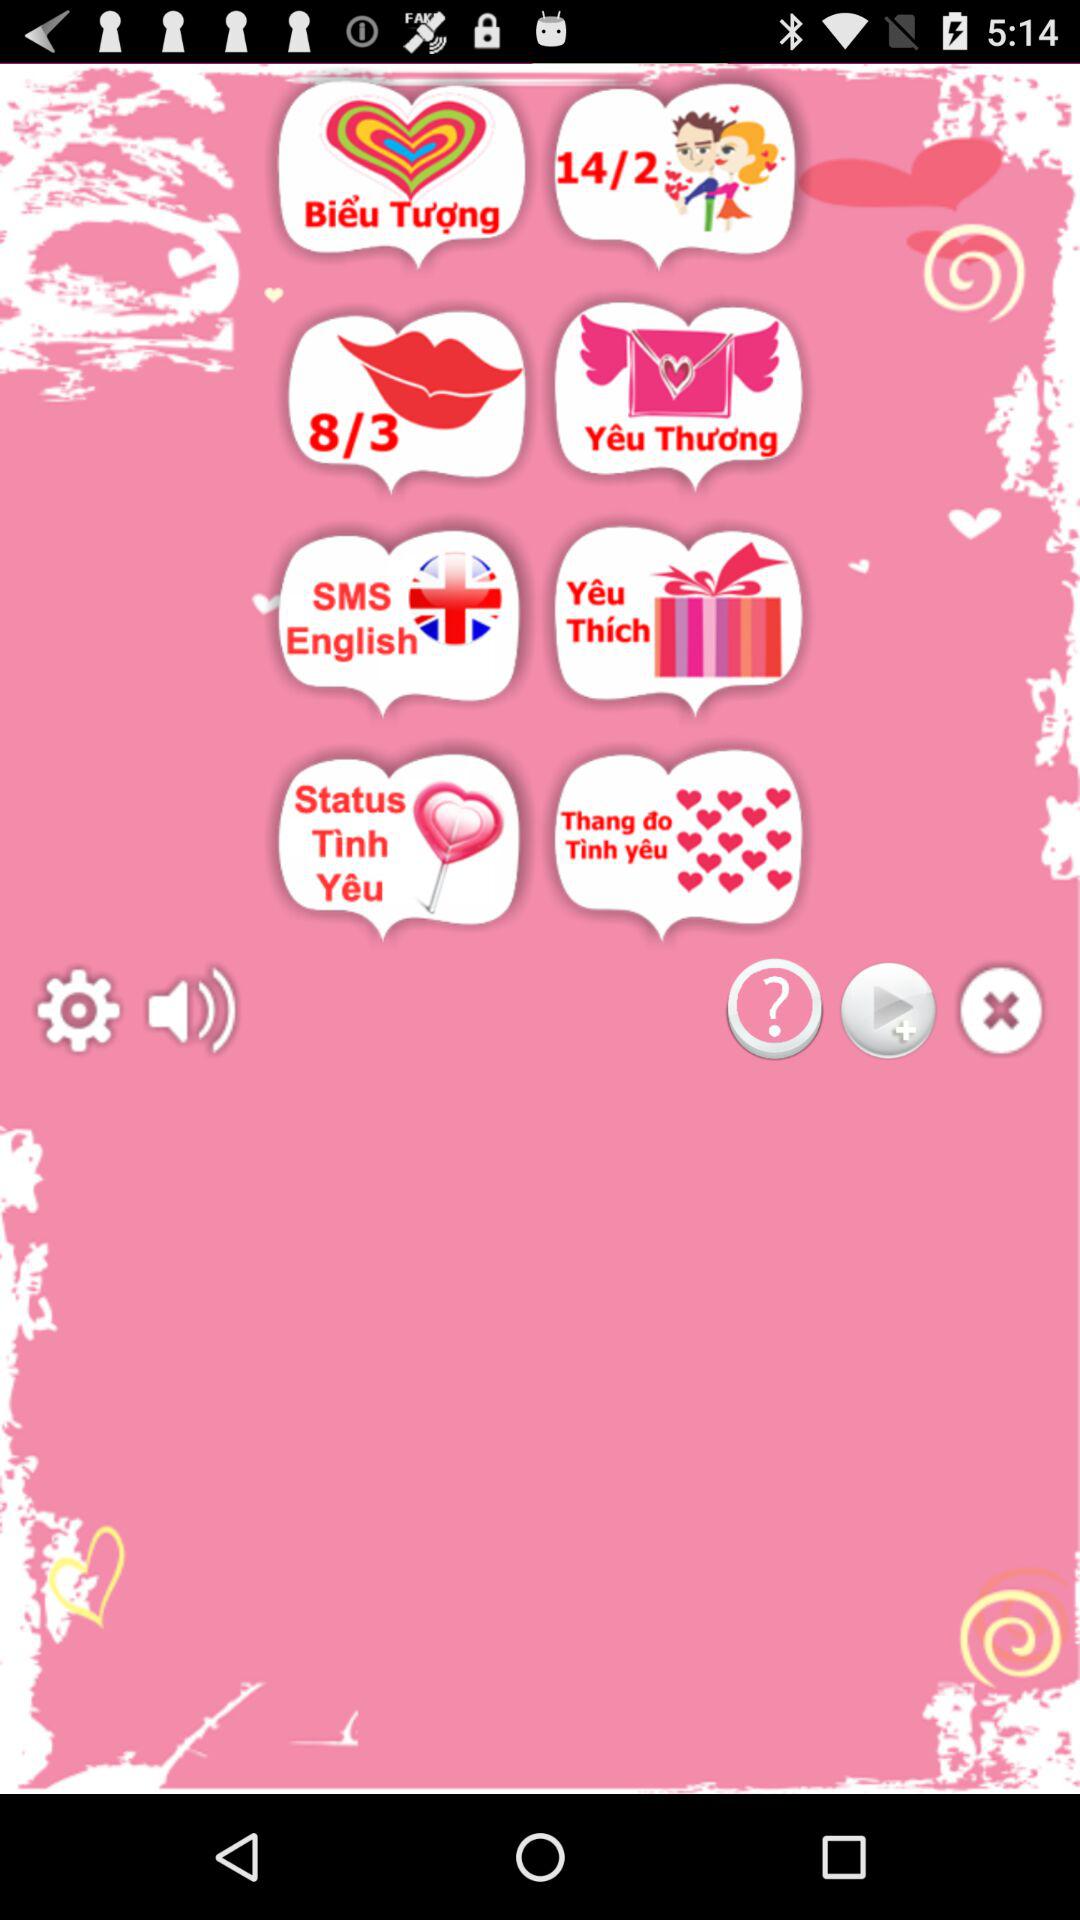 FAKE
5:14
Biểu Tượng
14/2
8/3
Yêu Thương
SMS
English
Yêu
Thích
Status
Tình
Yêu
Thang đo
Tình yêu
?